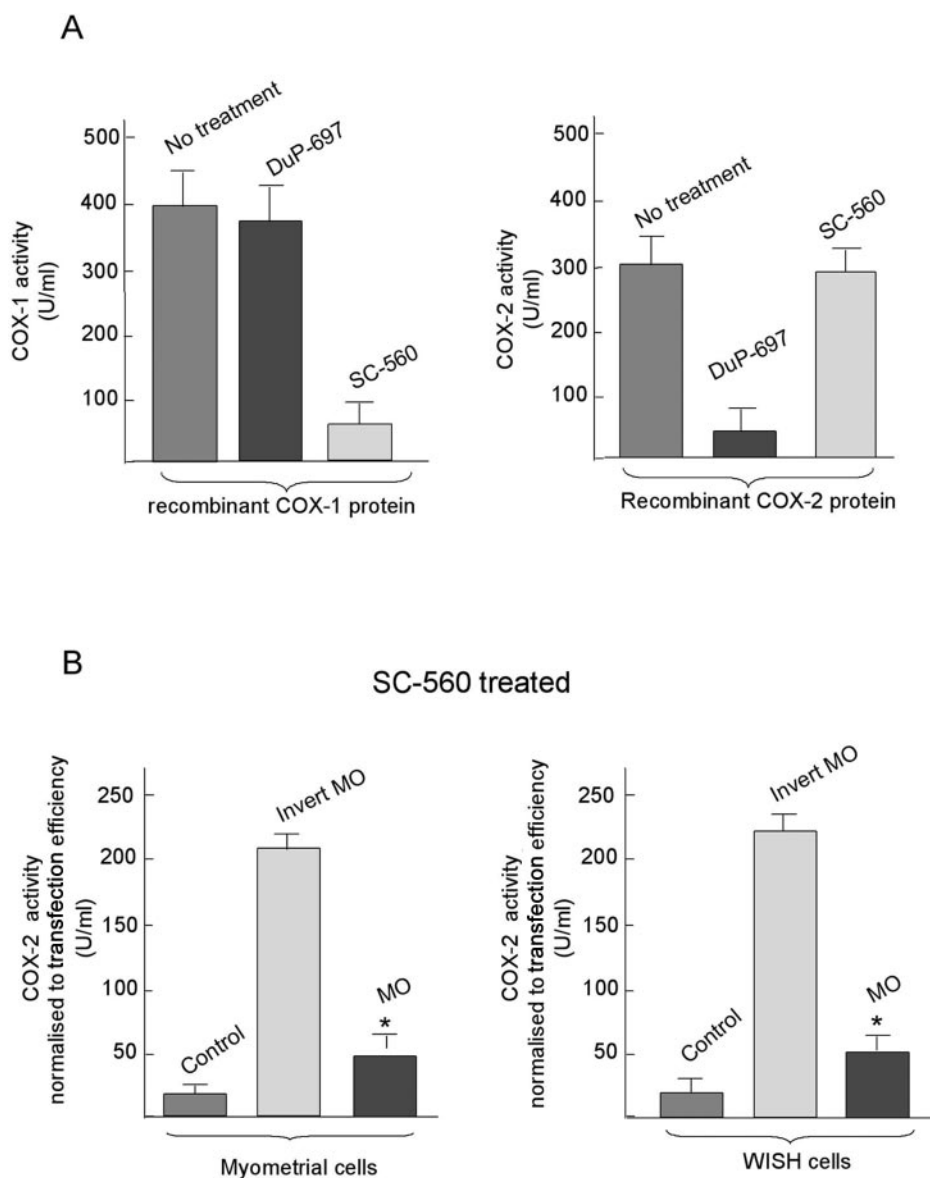 A
No treatment
DuP-697
SC-560
500
400
300
200
100
COX-1 activity
(U/ml)
recombinant COX-1 protein
No treatment
DuP-697
SC-560
500
400
300
200
100
COX-2 activity
(U/ml)
Recombinant COX-2 protein
B
SC-560 treated
Invert MO
MO
*
Control
250
200
150
100
50
COX-2 activity
normalised to transfection efficiency
(U/ml)
Myometrial cells
Invert MO
MO
*
Control
250
200
150
100
50
COX-2 activity
normalised to transfection efficiency
(U/ml)
WISH cells